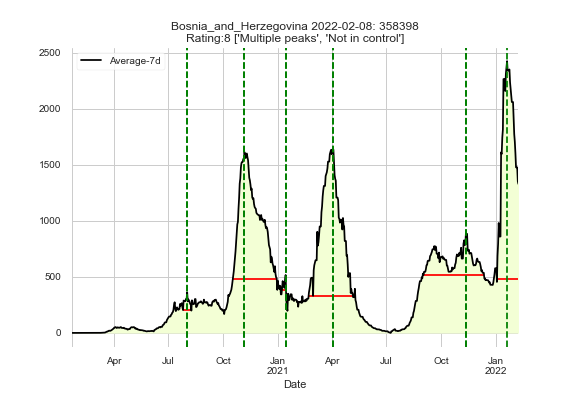 Bosnia_and_Herzegovina 2022-02-08: 358398
Rating:8 ['Multiple peaks', 'Not in control']
Average-7d
2500
2000
1500
1000
500
0
Apr Jul Oct Jan Apr Jul Oct Jan
2021 2022
Date